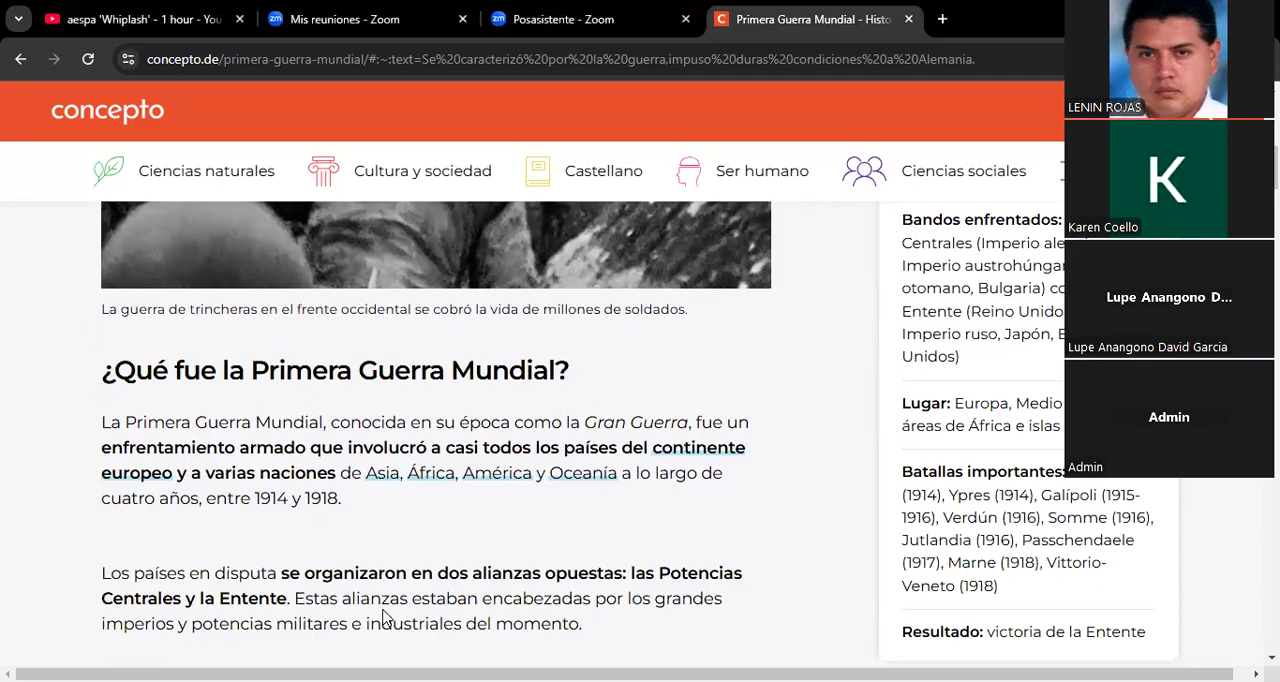 aespa 'Whiplash' - 1 hour - You
Mis reuniones - Zoom
Posasistente - Zoom
Primera Guerra Mundial - Histo
concepto.de/primera-guerra-mundial/#:~:text=Se%20caracterizó%20por%20la%20guerra,impuso%20duras%20condiciones%20a%20Alemania.
concepto
Ciencias naturales
Cultura y sociedad
Castellano
Ser humano
Ciencias sociales
La guerra de trincheras en el frente occidental se cobró la vida de millones de soldados.
¿Qué fue la Primera Guerra Mundial?
La Primera Guerra Mundial, conocida en su época como la Gran Guerra, fue un
enfrentamiento armado que involucró a casi todos los países del continente
europeo y a varias naciones de Asia, África, América y Oceanía a lo largo de
cuatro años, entre 1914 y 1918.
Los países en disputa se organizaron en dos alianzas opuestas: las Potencias
Centrales y la Entente. Estas alianzas estaban encabezadas por los grandes
imperios y potencias militares e industriales del momento.
Bandos enfrentados:
Centrales (Imperio ale
Imperio austrohúnga
otomano, Bulgaria) co
Entente (Reino Unido
Imperio ruso, Japón, E
Unidos)
Lugar: Europa, Medio
áreas de África e islas
Batallas importantes:
(1914), Ypres (1914), Galípoli (1915-
1916), Verdún (1916), Somme (1916),
Jutlandia (1916), Passchendaele
(1917), Marne (1918), Vittorio-
Veneto (1918)
Resultado: victoria de la Entente
LENIN ROJAS
K
Karen Coello
Lupe Anangono D...
Lupe Anangono David Garcia
Admin
Admin